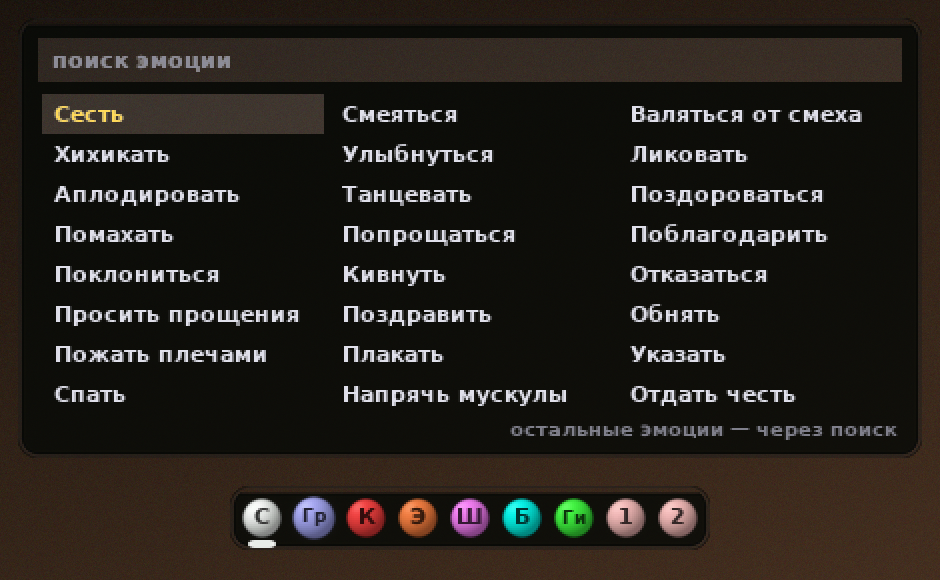 поиск эмоции
Сесть Смеяться Валяться от смеха
Хихикать Улыбнуться Ликовать
Аплодировать Танцевать Поздороваться
Помахать Попрощаться Поблагодарить
Поклониться Кивнуть Отказаться
Просить прощения Поздравить Обнять
Пожать плечами Плакать Указать
Спать Напрячь мускулы Отдать честь
остальные эмоции — через поиск
С Гр К Э Ш Б Ги 1 2